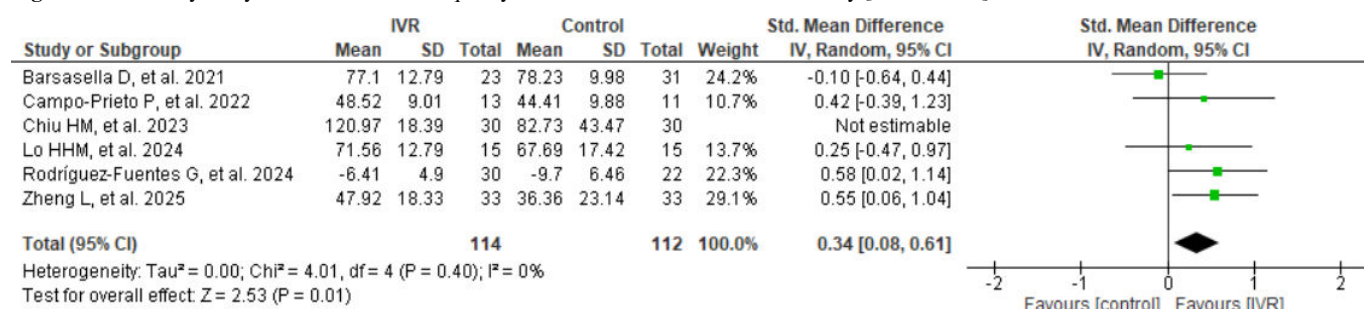 IVR Control Std. Mean Difference Std. Mean Difference
Study or Subgroup Mean SD Total Mean SD Total Weight IV, Random, 95% CI IV, Random, 95% CI
Barsasella D, et al. 2021 77.1 12.79 23 78.23 9.98 31 24.2% -0.10 [-0.64, 0.44]
Campo-Prieto P, et al. 2022 48.52 9.01 13 44.41 9.88 11 10.7% 0.42 [-0.39, 1.23]
Chiu HM, et al. 2023 120.97 18.39 30 82.73 43.47 30 Not estimable
Lo HHM, et al. 2024 71.56 12.79 15 67.69 17.42 15 13.7% 0.25 [-0.47, 0.97]
Rodríguez-Fuentes G, et al. 2024 -6.41 4.9 30 -9.7 6.46 22 22.3% 0.58 [0.02, 1.14]
Zheng L, et al. 2025 47.92 18.33 33 36.36 23.14 33 29.1% 0.55 [0.06, 1.04]
Total (95% CI) 114 112 100.0% 0.34 [0.08, 0.61]
Heterogeneity: Tau² = 0.00; Chi² = 4.01, df = 4 (P = 0.40); I² = 0%
Test for overall effect: Z = 2.53 (P = 0.01)
-2 -1 0 1 2
Favours [control] Favours [IVR]